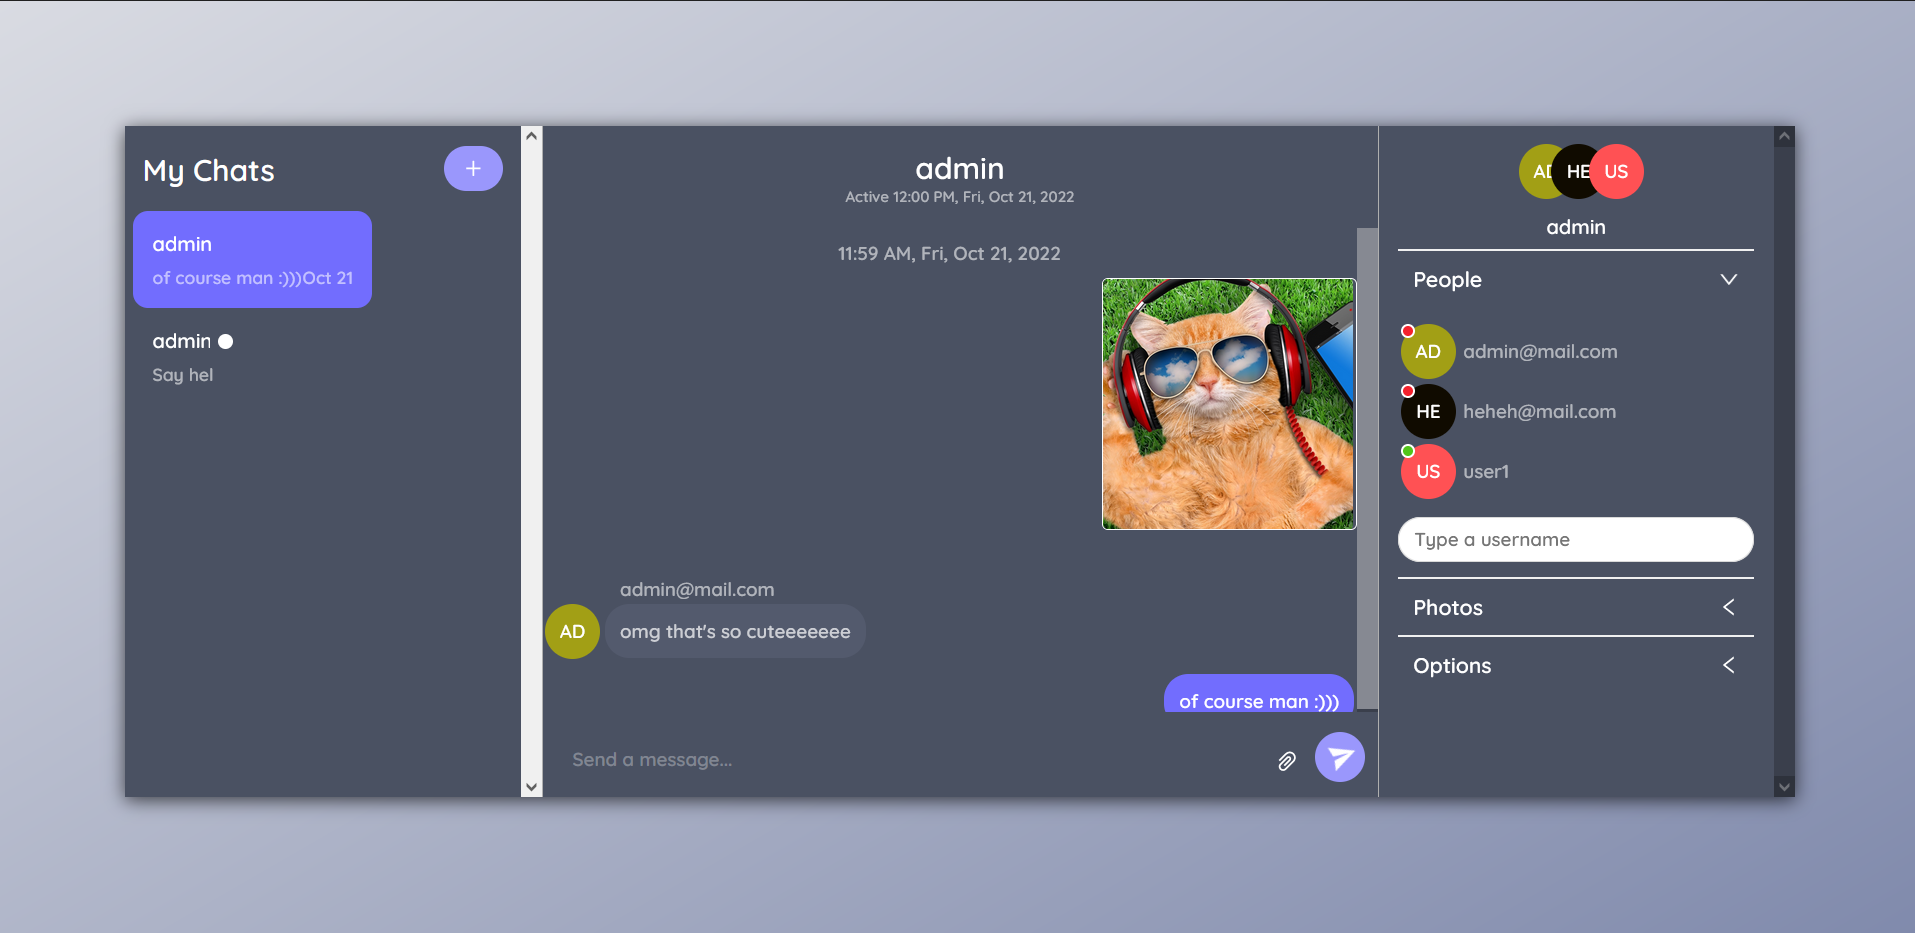 My Chats
+
admin
of course man :)))Oct 21
admin
Say hel
admin
Active 12:00 PM, Fri, Oct 21, 2022
11:59 AM, Fri, Oct 21, 2022
admin@mail.com
AD
omg that's so cuteeeeeee
of course man :)))
Send a message...
AD HE US
admin
People
AD admin@mail.com
HE heheh@mail.com
US user1
Type a username
Photos
Options